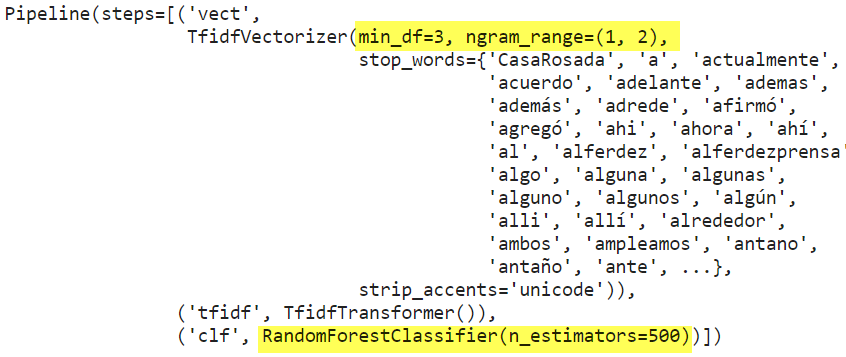 Pipeline(steps=[('vect',
TfidfVectorizer(min_df=3, ngram_range=(1, 2),
stop_words={'CasaRosada', 'a', 'actualmente',
'acuerdo', 'adelante', 'ademas',
'además', 'adrede', 'afirmó',
'agregó', 'ahi', 'ahora', 'ahí',
'al', 'alferdez', 'alferdezprensa'
'algo', 'alguna', 'algunas',
'alguno', 'algunos', 'algún',
'alli', 'allí', 'alrededor',
'ambos', 'ampleamos', 'antano',
'antaño', 'ante', ...},
strip_accents='unicode')),
('tfidf', TfidfTransformer()),
('clf', RandomForestClassifier(n_estimators=500))])